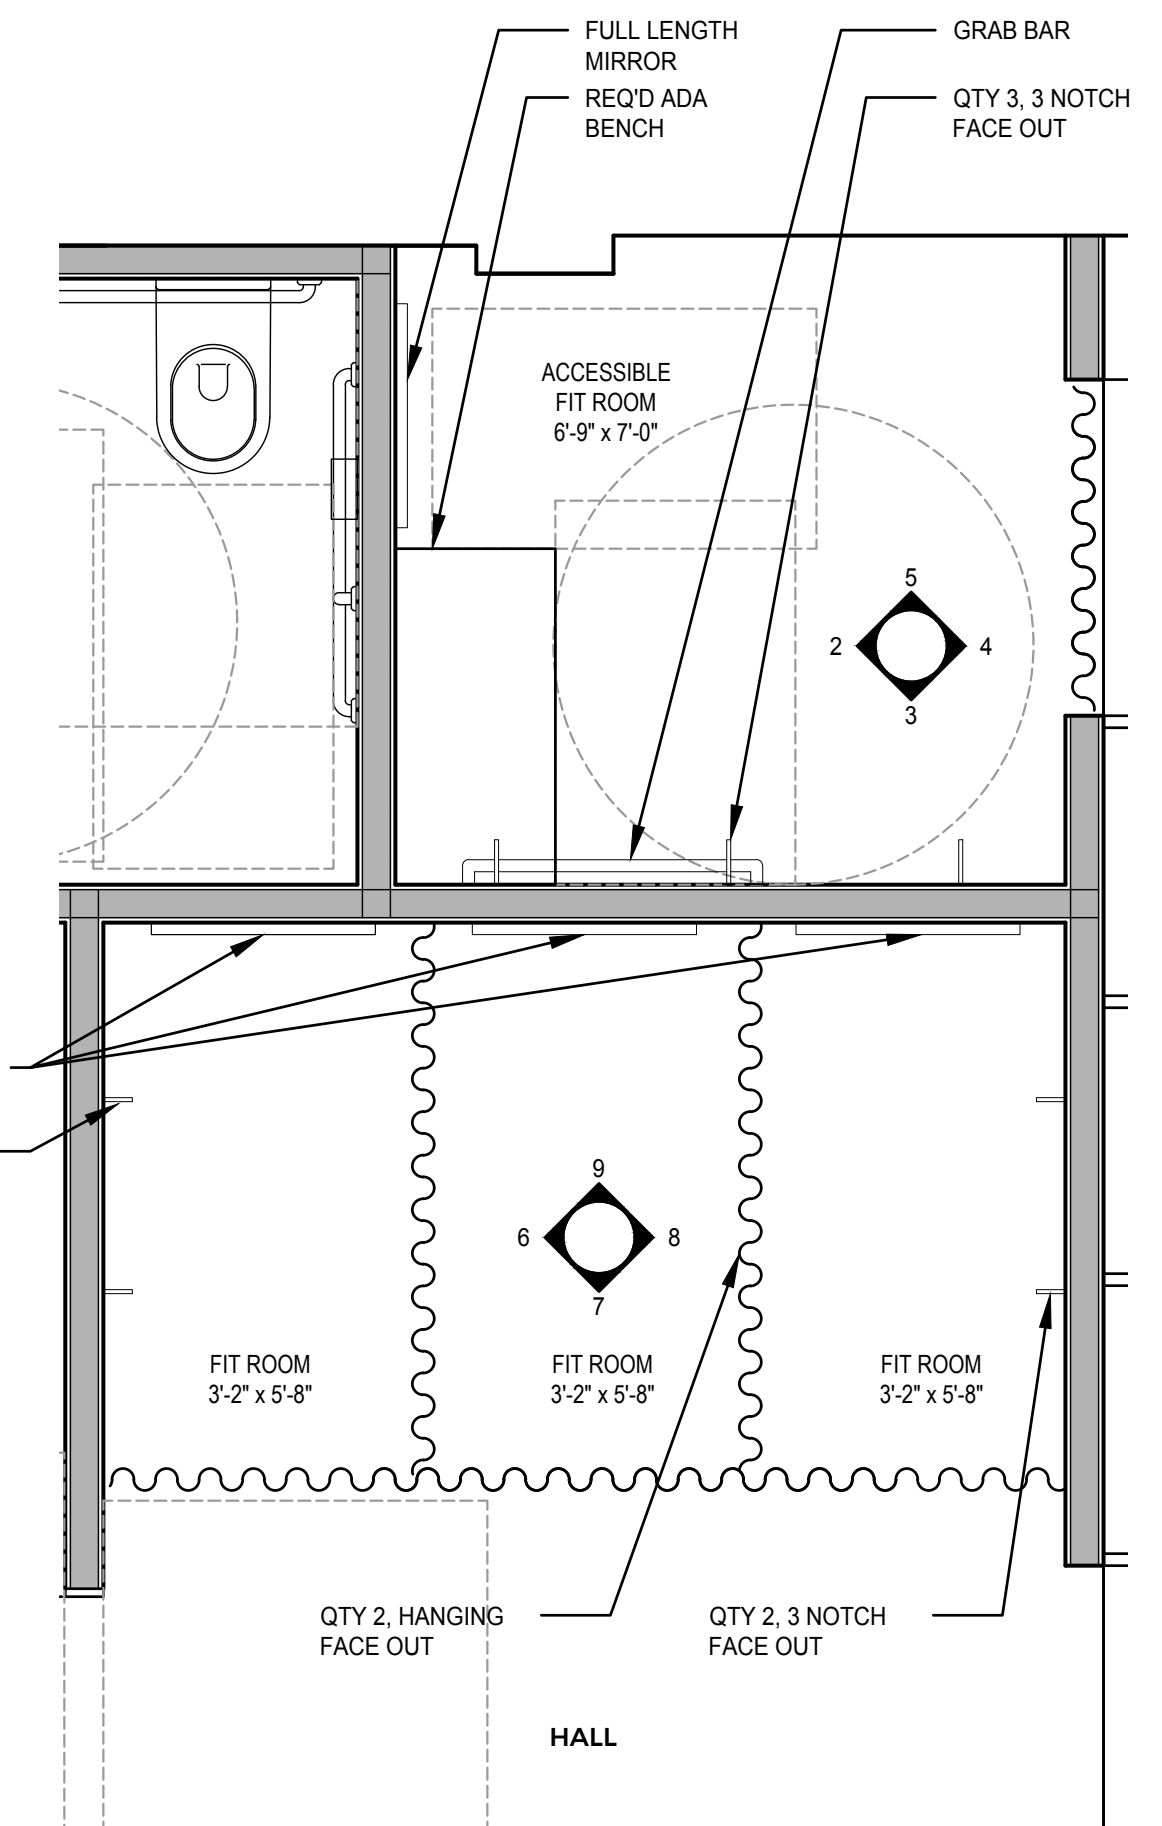 FULL LENGTH
MIRROR
GRAB BAR
REQ'D ADA
BENCH
QTY 3, 3 NOTCH
FACE OUT
ACCESSIBLE
FIT ROOM
6'-9" x 7'-0"
5
2
4
3
9
6
8
7
FIT ROOM
3'-2" x 5'-8"
FIT ROOM
3'-2" x 5'-8"
FIT ROOM
3'-2" x 5'-8"
QTY 2, HANGING
FACE OUT
QTY 2, 3 NOTCH
FACE OUT
HALL